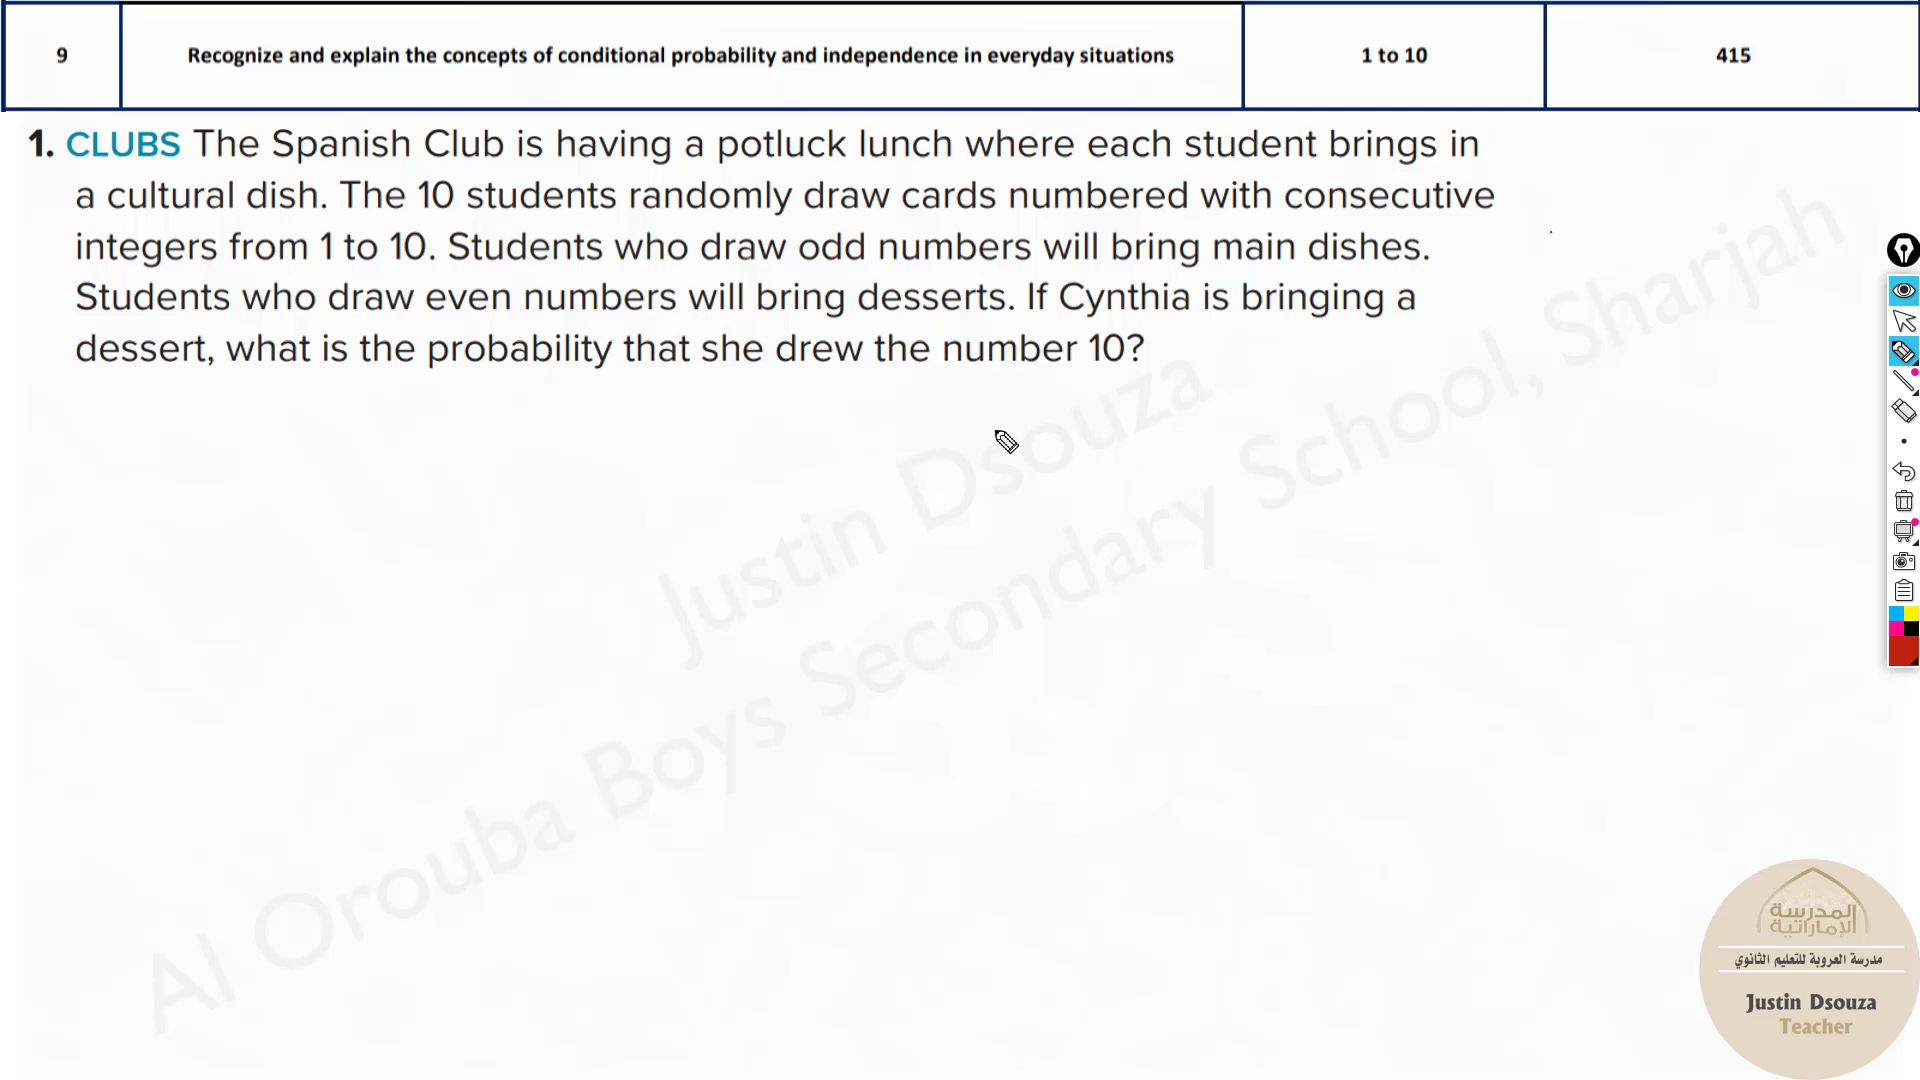 9
Recognize and explain the concepts of conditional probability and independence in everyday situations
1 to 10
415
1. CLUBS The Spanish Club is having a potluck lunch where each student brings in
a cultural dish. The 10 students randomly draw cards numbered with consecutive
integers from 1 to 10. Students who draw odd numbers will bring main dishes.
Students who draw even numbers will bring desserts. If Cynthia is bringing a
dessert, what is the probability that she drew the number 10?
Justin Dsouza
Al Orouba Boys Secondary School, Sharjah
المدرسة
الإماراتية
مدرسة العروبة للتعليم الثانوي
Justin Dsouza
Teacher